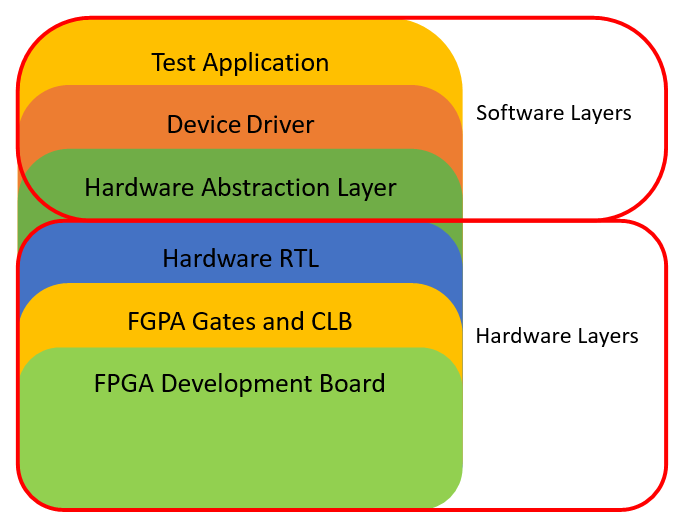 Test Application
Device Driver
Software Layers
Hardware Abstraction Layer
Hardware RTL
FGPA Gates and CLB
Hardware Layers
FPGA Development Board